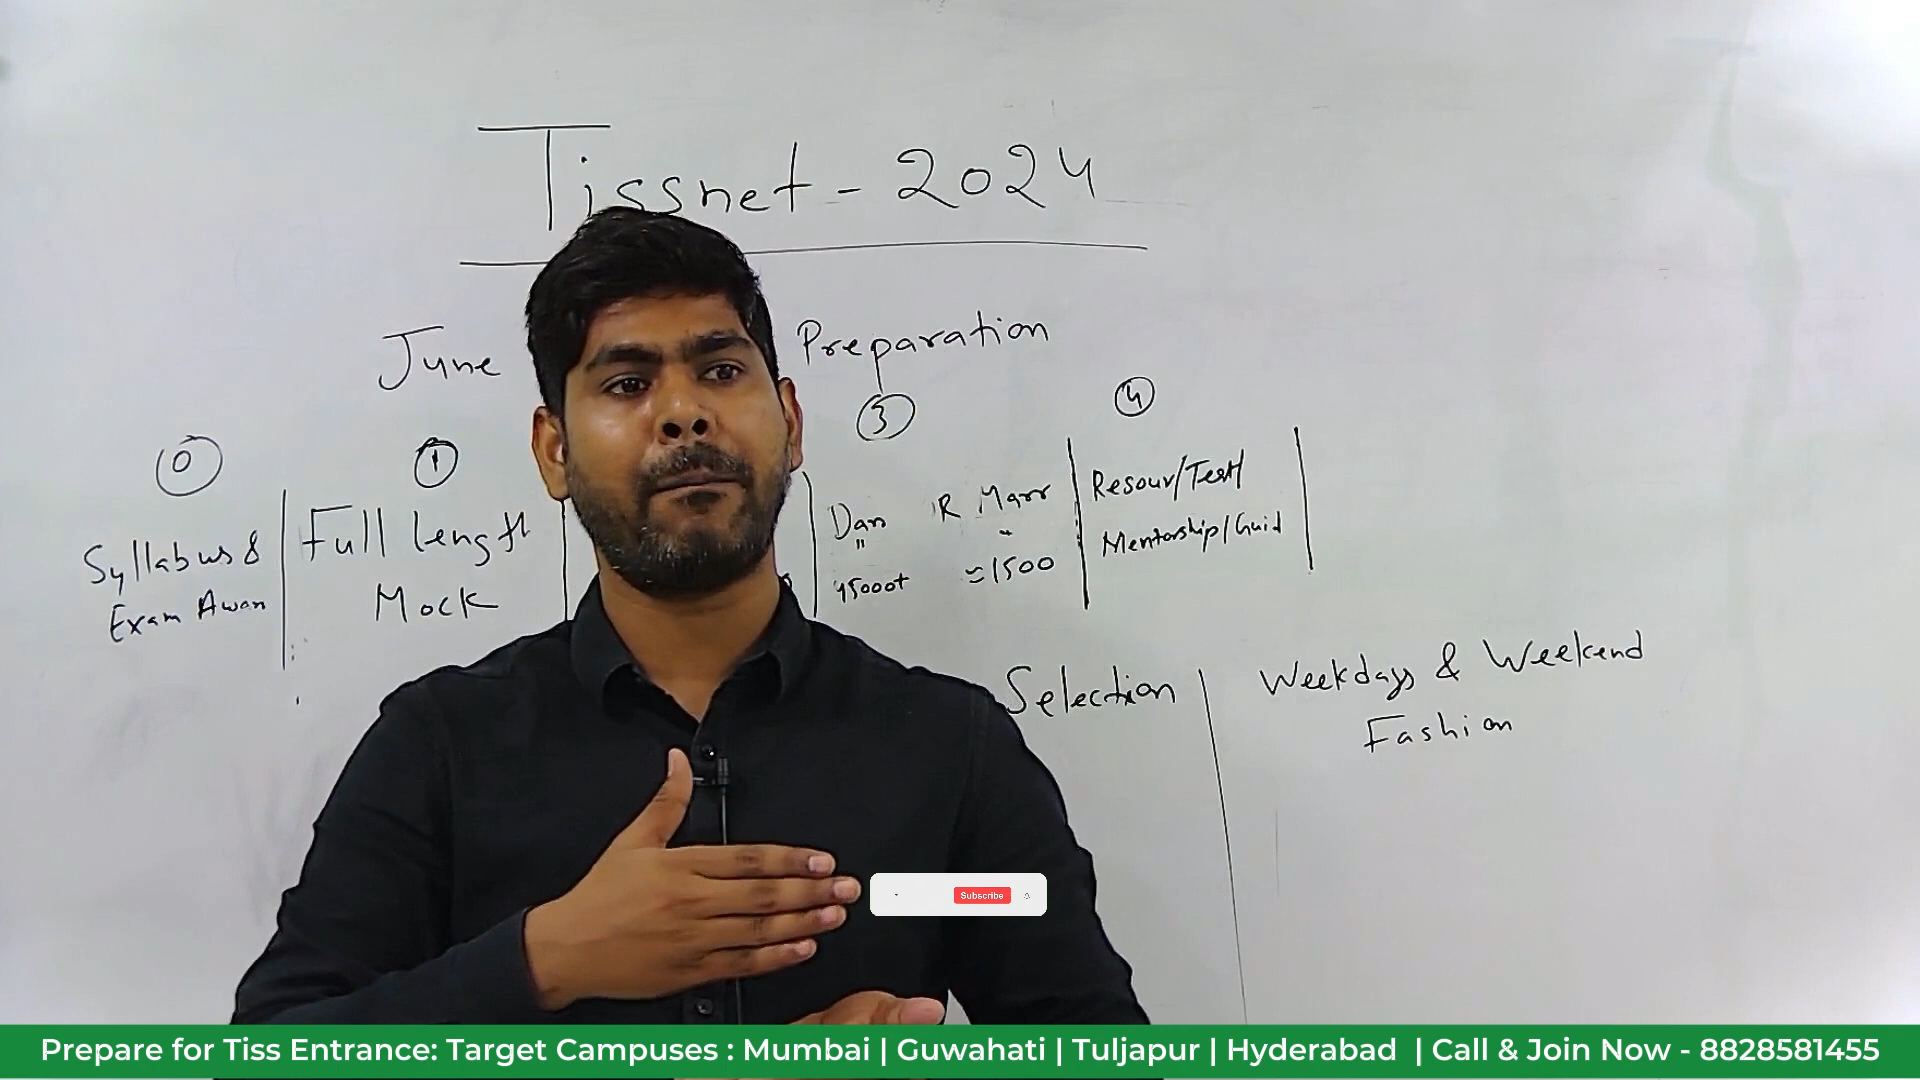 Tissnet - 2024
June Preparation
0
1
3
4
Syllabus &
Exam Awan
Full length
Mock
Dan
"
45000+
R Marr
≈1500
Resour/Test/
Mentorship/Guid
Selection
Weekdays & Weekend
Fashion
Subscribe
Prepare for Tiss Entrance: Target Campuses : Mumbai | Guwahati | Tuljapur | Hyderabad | Call & Join Now - 8828581455